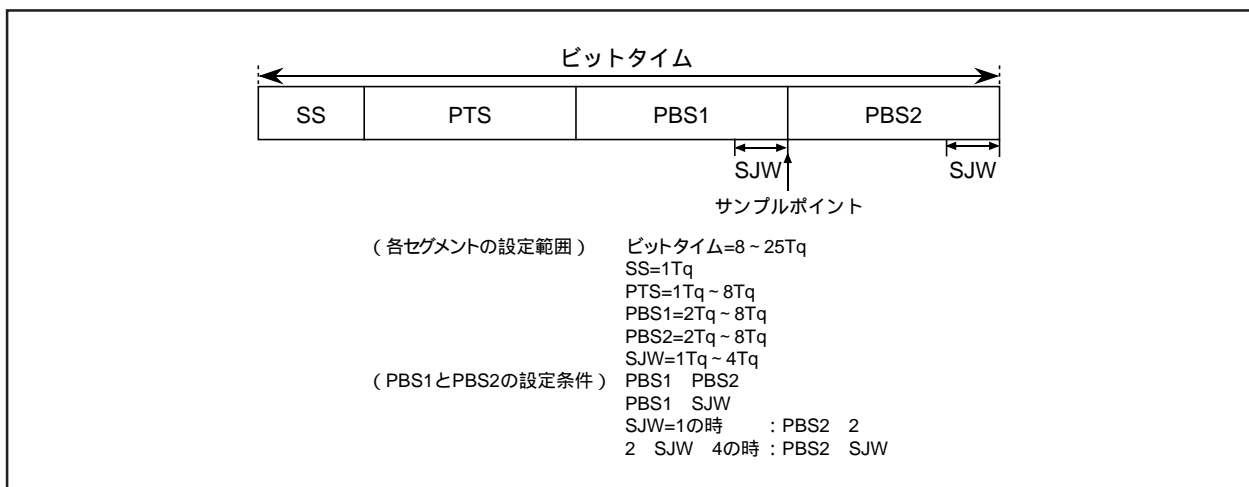 ビットタイム
SS PTS PBS1 PBS2
SJW SJW
サンプルポイント
(各セグメントの設定範囲) ビットタイム=8~25Tq
SS=1Tq
PTS=1Tq~8Tq
PBS1=2Tq~8Tq
PBS2=2Tq~8Tq
SJW=1Tq~4Tq
(PBS1とPBS2の設定条件) PBS1 PBS2
PBS1 SJW
SJW=1の時 :PBS2 2
2 SJW 4の時:PBS2 SJW